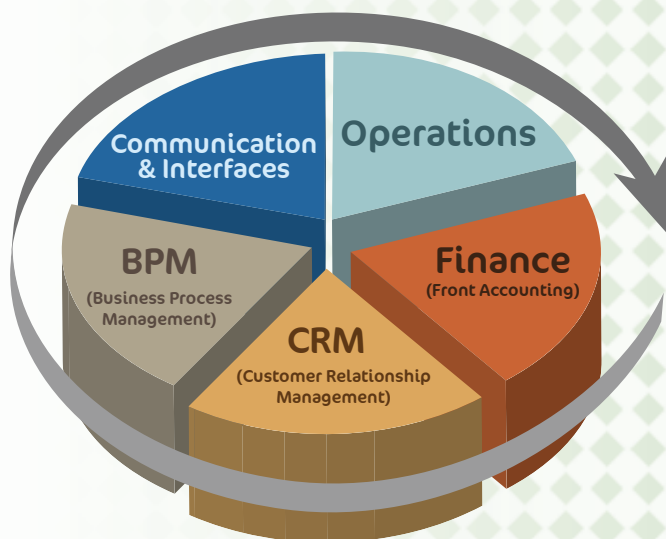 Communication
& Interfaces
Operations
BPM
(Business Process
Management)
Finance
(Front Accounting)
CRM
(Customer Relationship
Management)